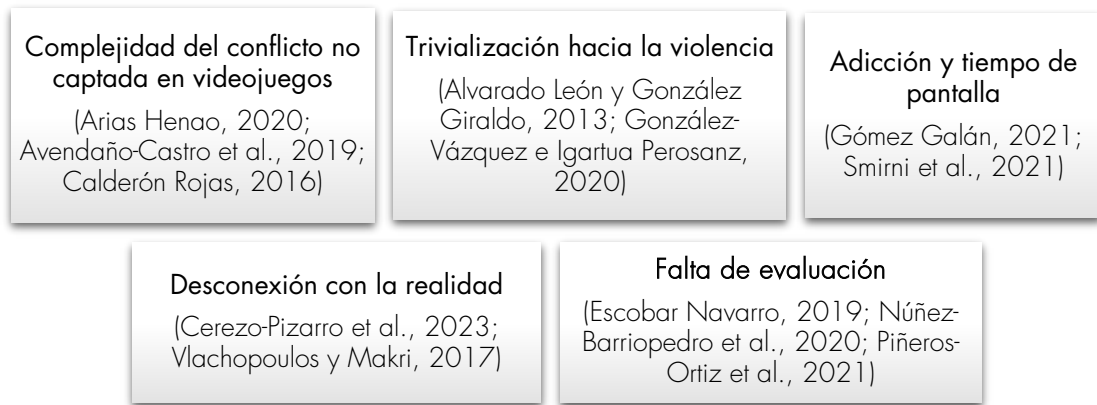 Complejidad del conflicto no
captada en videojuegos
(Arias Henao, 2020;
Avendaño-Castro et al., 2019;
Calderón Rojas, 2016)
Trivialización hacia la violencia
(Alvarado León y González
Giraldo, 2013; González-
Vázquez e Igartua Perosanz,
2020)
Adicción y tiempo de
pantalla
(Gómez Galán, 2021;
Smirni et al., 2021)
Desconexión con la realidad
(Cerezo-Pizarro et al., 2023;
Vlachopoulos y Makri, 2017)
Falta de evaluación
(Escobar Navarro, 2019; Núñez-
Barriopedro et al., 2020; Piñeros-
Ortiz et al., 2021)